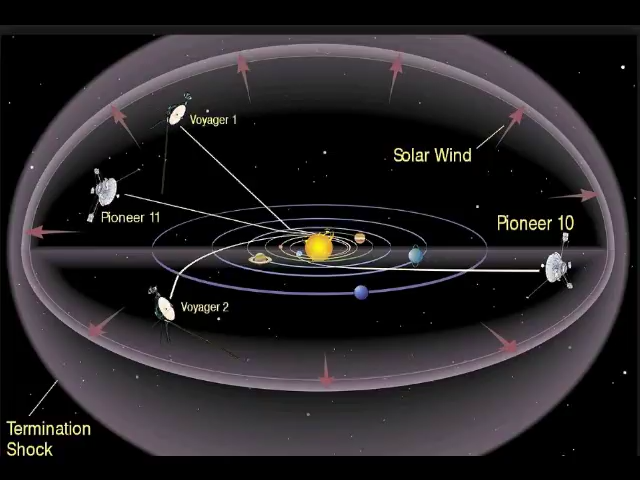 Voyager 1
Solar Wind
Pioneer 11
Pioneer 10
Voyager 2
Termination
Shock